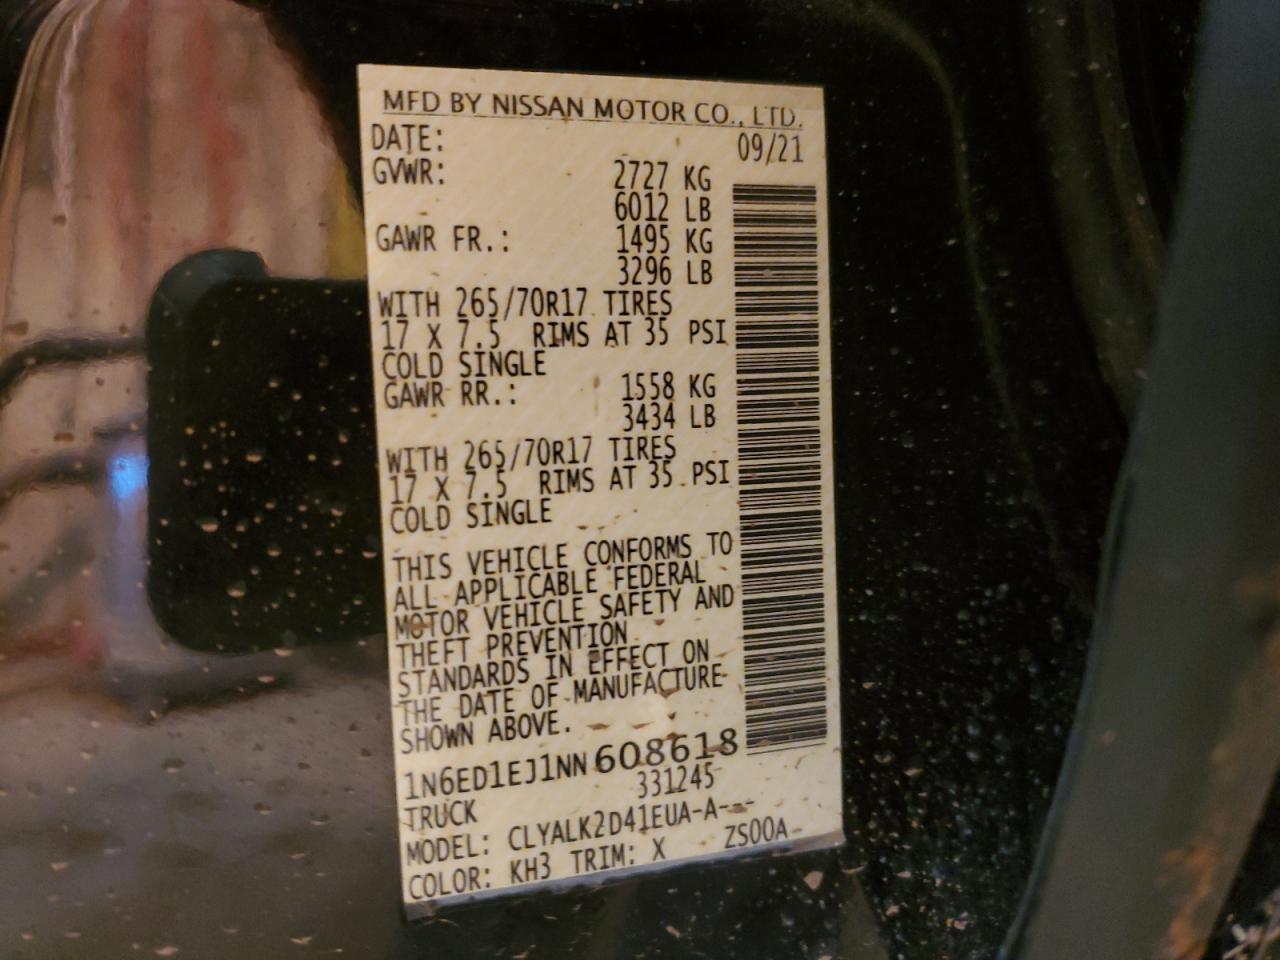 MFD BY NISSAN MOTOR CO., LTD.
DATE: 09/21
GVWR: 2727 KG
6012 LB
GAWR FR.: 1495 KG
3296 LB
WITH 265/70R17 TIRES
17 X 7.5 RIMS AT 35 PSI
COLD SINGLE
GAWR RR.: 1558 KG
3434 LB
WITH 265/70R17 TIRES
17 X 7.5 RIMS AT 35 PSI
COLD SINGLE
THIS VEHICLE CONFORMS TO
ALL APPLICABLE FEDERAL
MOTOR VEHICLE SAFETY AND
THEFT PREVENTION
STANDARDS IN EFFECT ON
THE DATE OF MANUFACTURE
SHOWN ABOVE.
1N6ED1EJ1NN608618
TRUCK 331245
MODEL: CLYALK2D41EUA-A---
COLOR: KH3 TRIM: X ZS00A